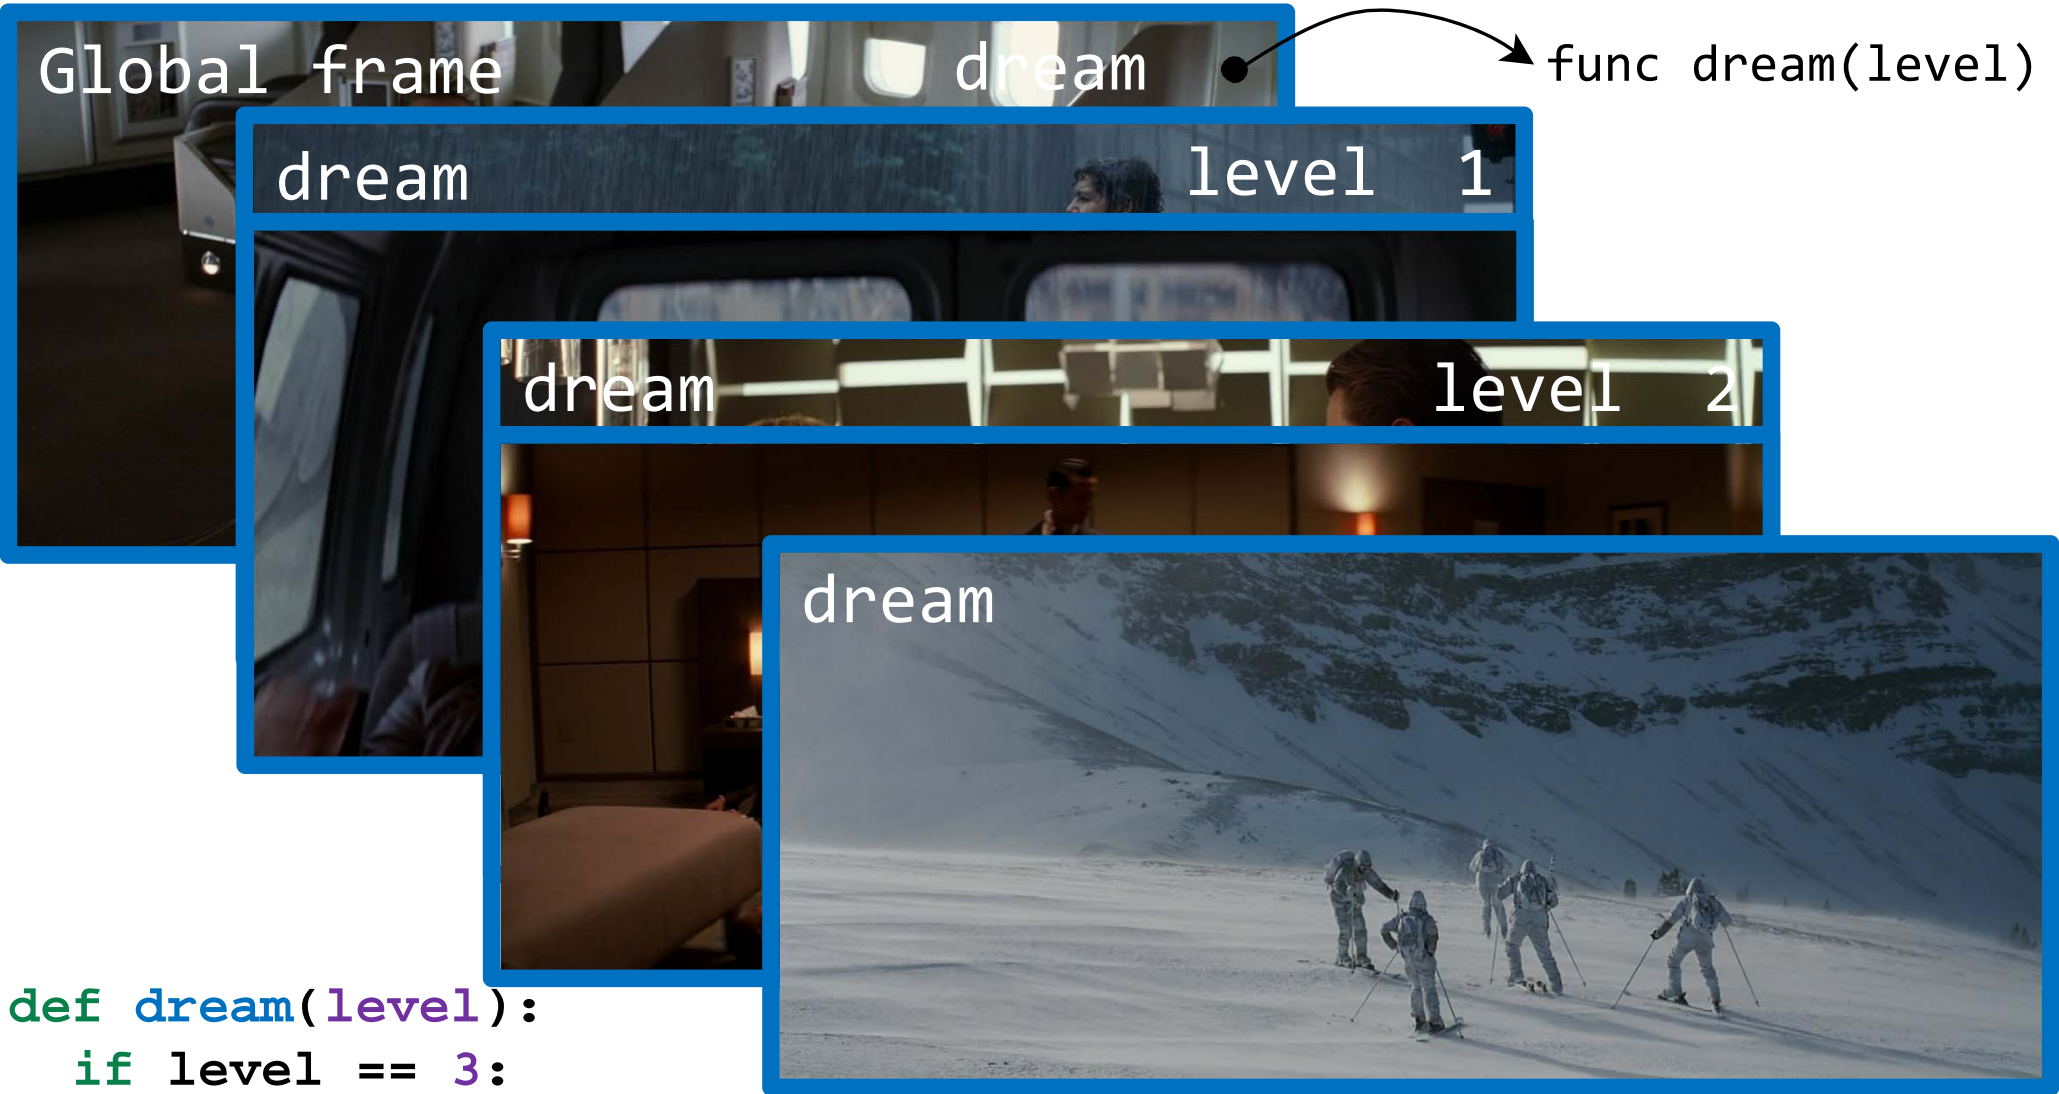 Global frame dream
func dream(level)
dream level 1
dream level 2
dream
def dream(level):
if level == 3: